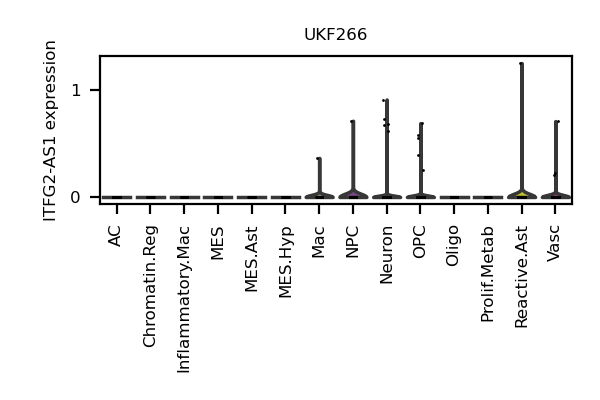 UKF266
ITFG2-AS1 expression
1
0
AC
Chromatin.Reg
Inflammatory.Mac
MES
MES.Ast
MES.Hyp
Mac
NPC
Neuron
OPC
Oligo
Prolif.Metab
Reactive.Ast
Vasc